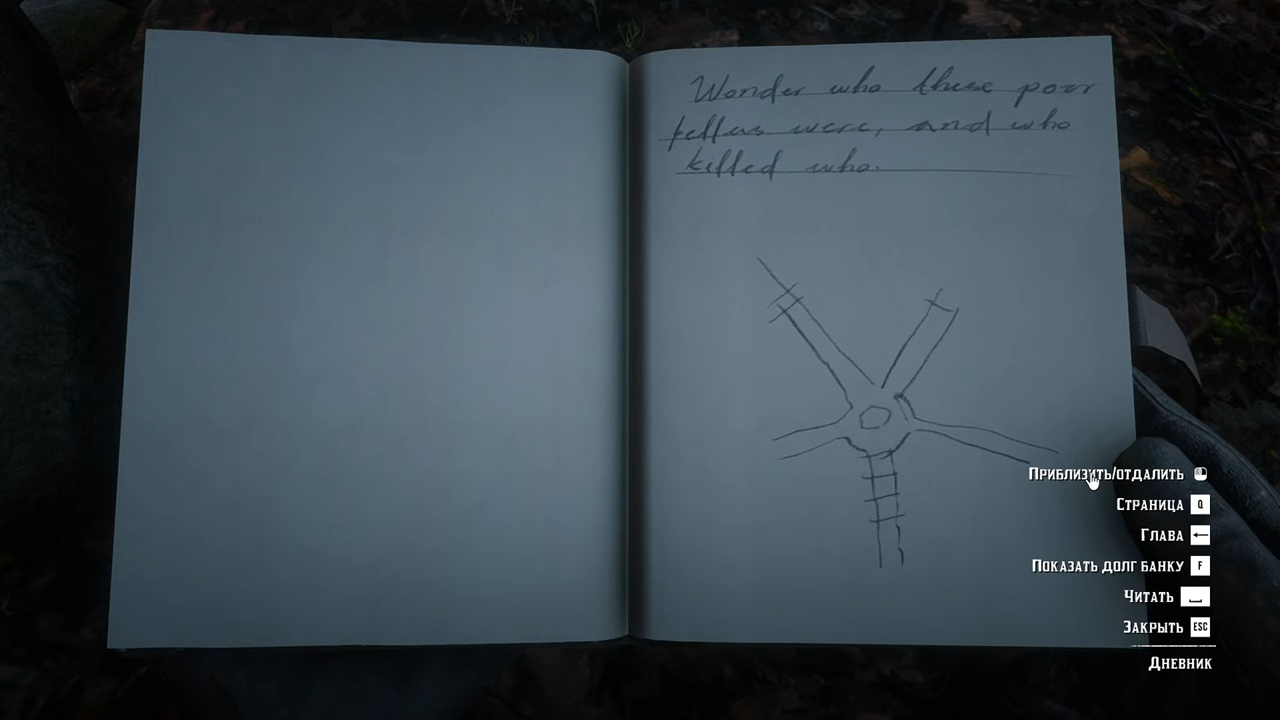 Wonder who these poor
fellas were, and who
killed who.
Приблизить/отдалить
Страница Q
Глава ←
Показать долг банку F
Читать
Закрыть ESC
Дневник